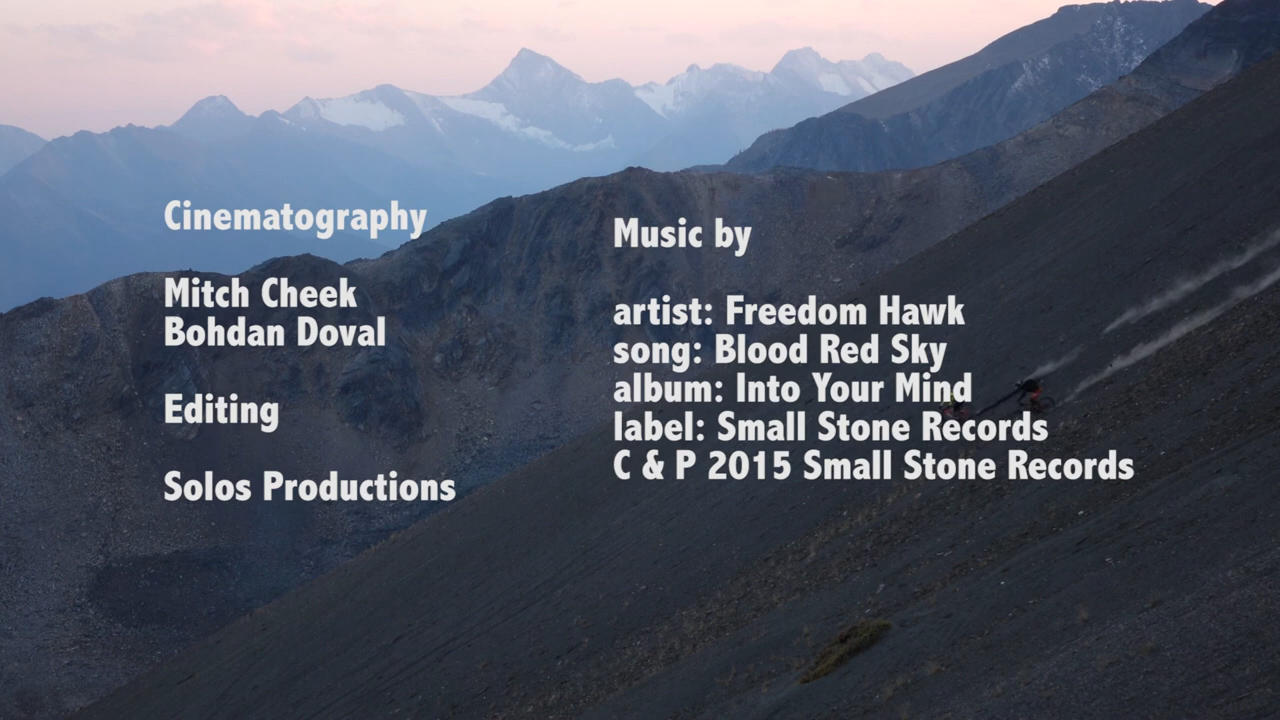 Cinematography
Mitch Cheek
Bohdan Doval
Editing
Solos Productions
Music by
artist: Freedom Hawk
song: Blood Red Sky
album: Into Your Mind
label: Small Stone Records
C & P 2015 Small Stone Records